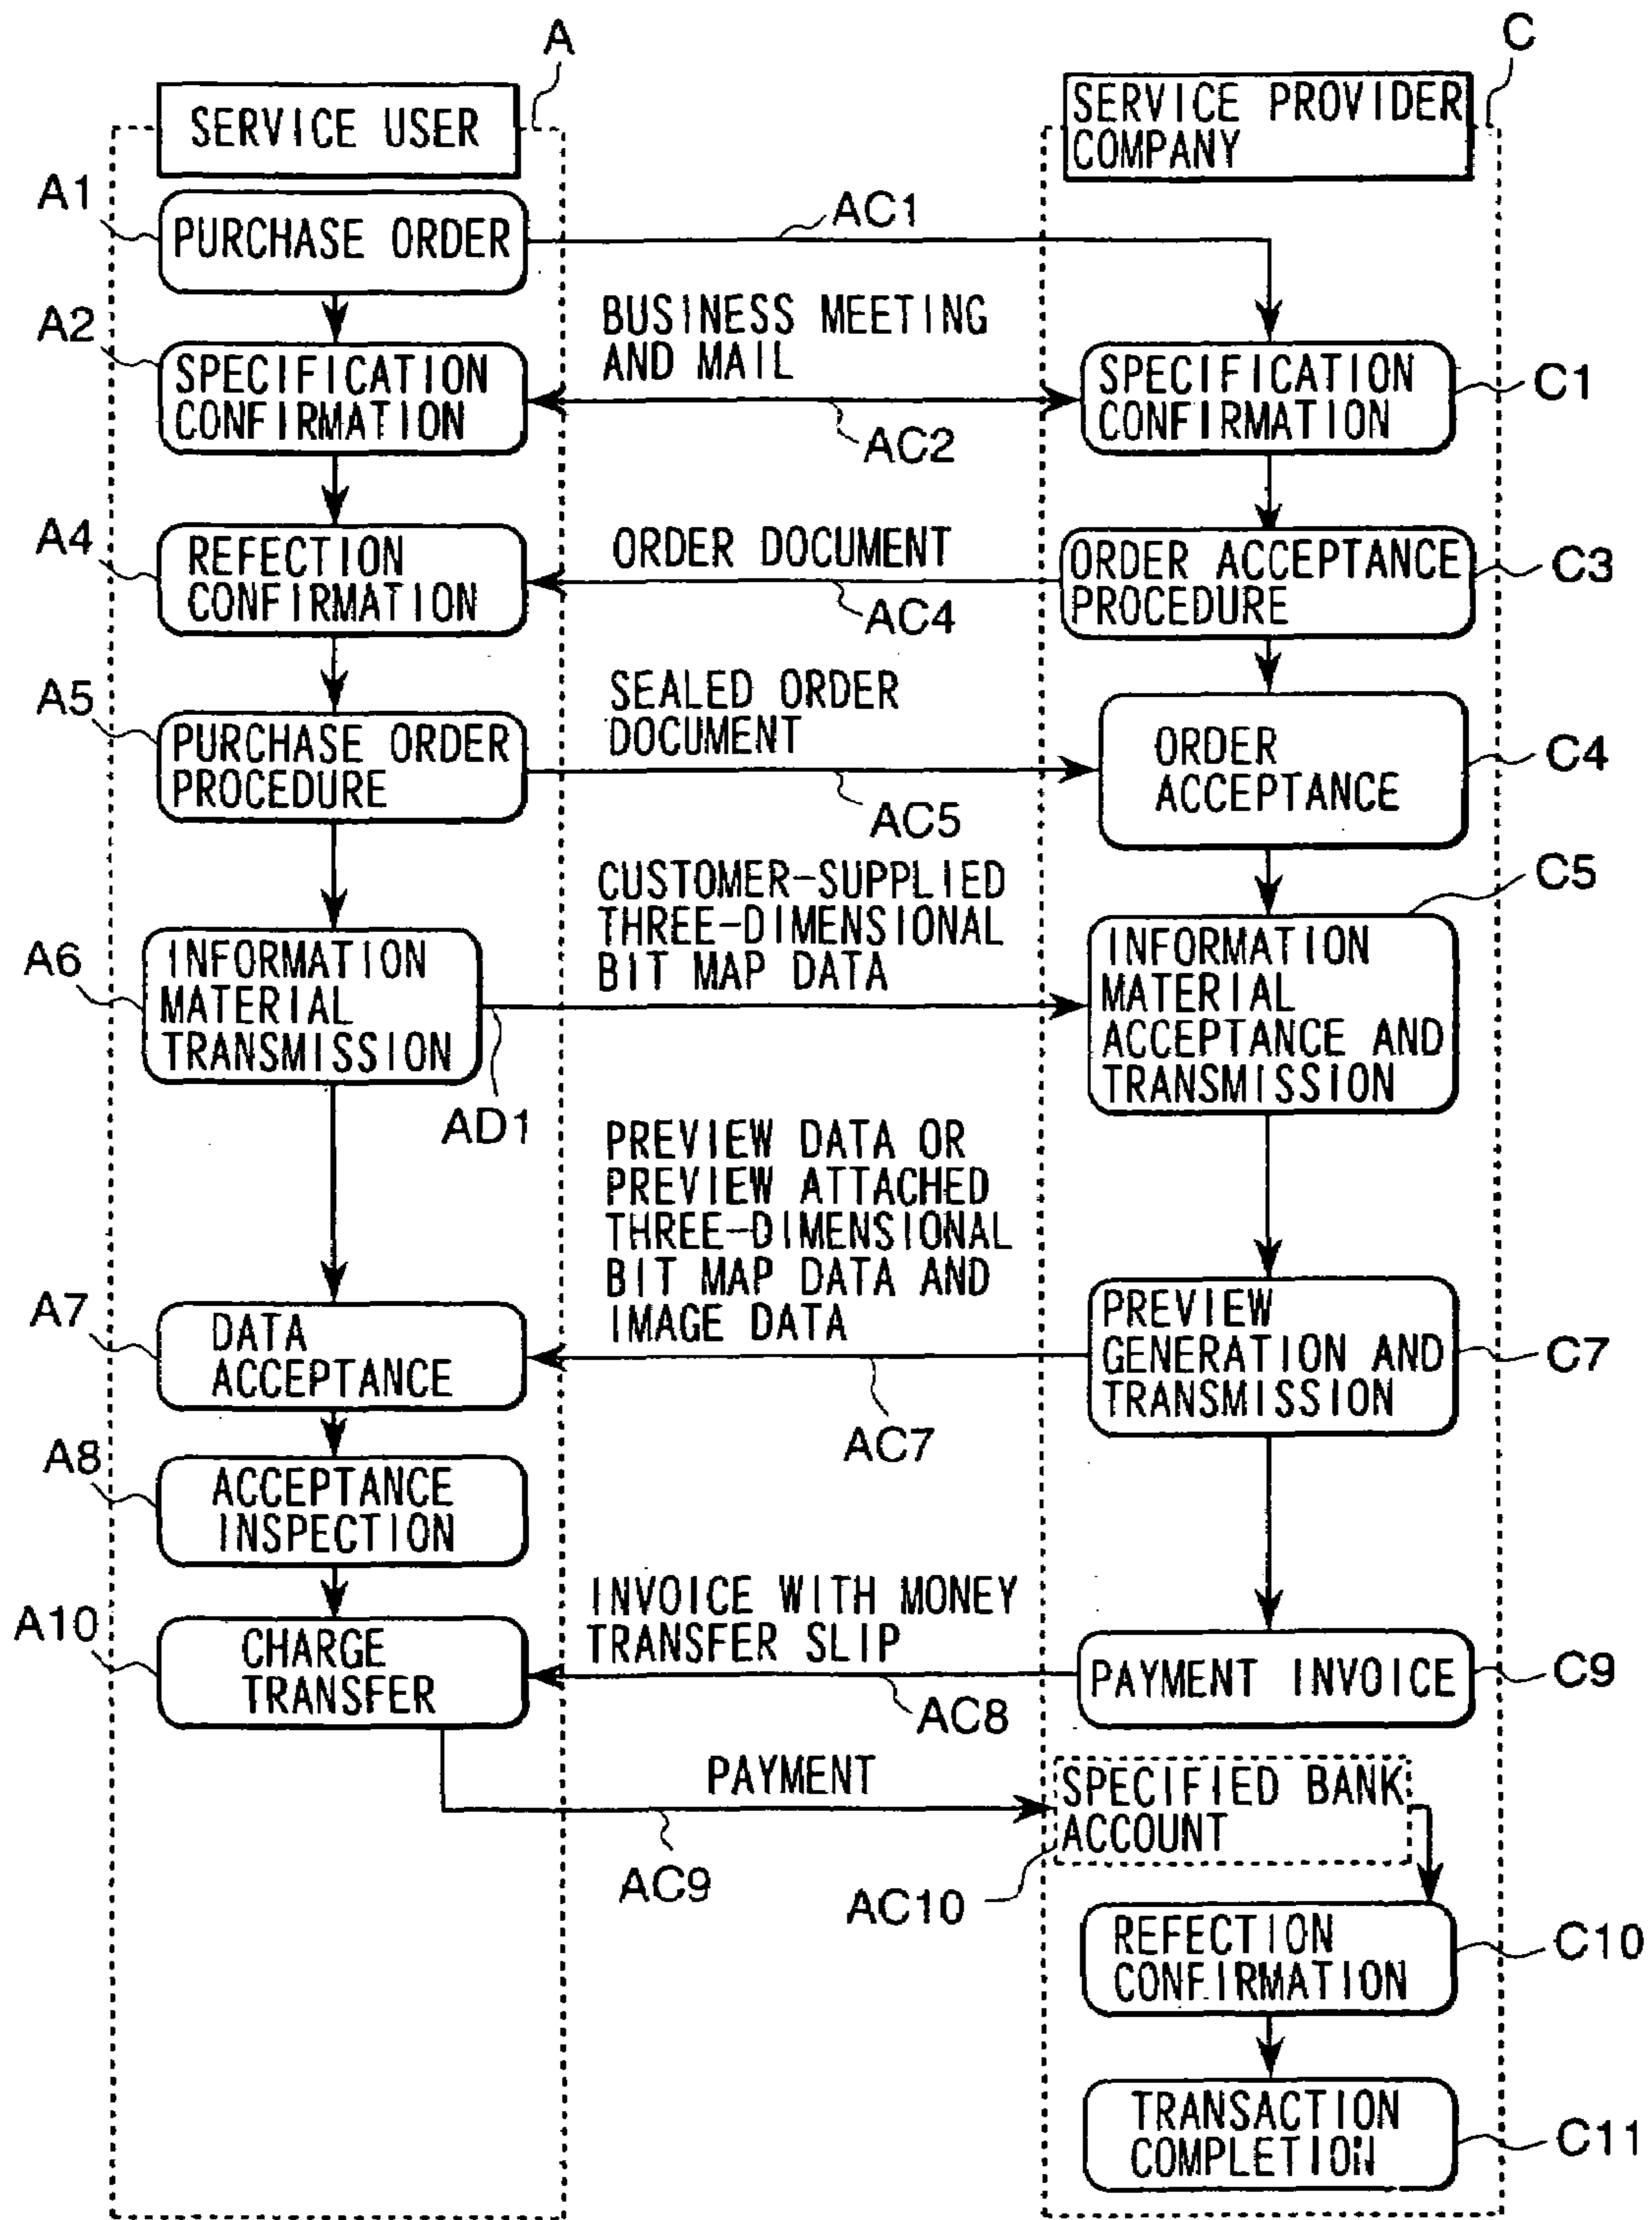 A
C
SERVICE USER
SERVICE PROVIDER
COMPANY
A1
PURCHASE ORDER
AC1
A2
SPECIFICATION
CONFIRMATION
BUSINESS MEETING
AND MAIL
AC2
SPECIFICATION
CONFIRMATION
C1
A4
REFECTION
CONFIRMATION
ORDER DOCUMENT
AC4
ORDER ACCEPTANCE
PROCEDURE
C3
A5
PURCHASE ORDER
PROCEDURE
SEALED ORDER
DOCUMENT
AC5
ORDER
ACCEPTANCE
C4
A6
INFORMATION
MATERIAL
TRANSMISSION
AD1
CUSTOMER-SUPPLIED
THREE-DIMENSIONAL
BIT MAP DATA
C5
INFORMATION
MATERIAL
ACCEPTANCE AND
TRANSMISSION
PREVIEW DATA OR
PREVIEW ATTACHED
THREE-DIMENSIONAL
BIT MAP DATA AND
IMAGE DATA
A7
DATA
ACCEPTANCE
AC7
PREVIEW
GENERATION AND
TRANSMISSION
C7
A8
ACCEPTANCE
INSPECTION
A10
CHARGE
TRANSFER
INVOICE WITH MONEY
TRANSFER SLIP
AC8
PAYMENT INVOICE
C9
PAYMENT
AC9
SPECIFIED BANK
ACCOUNT
AC10
REFECTION
CONFIRMATION
C10
TRANSACTION
COMPLETION
C11